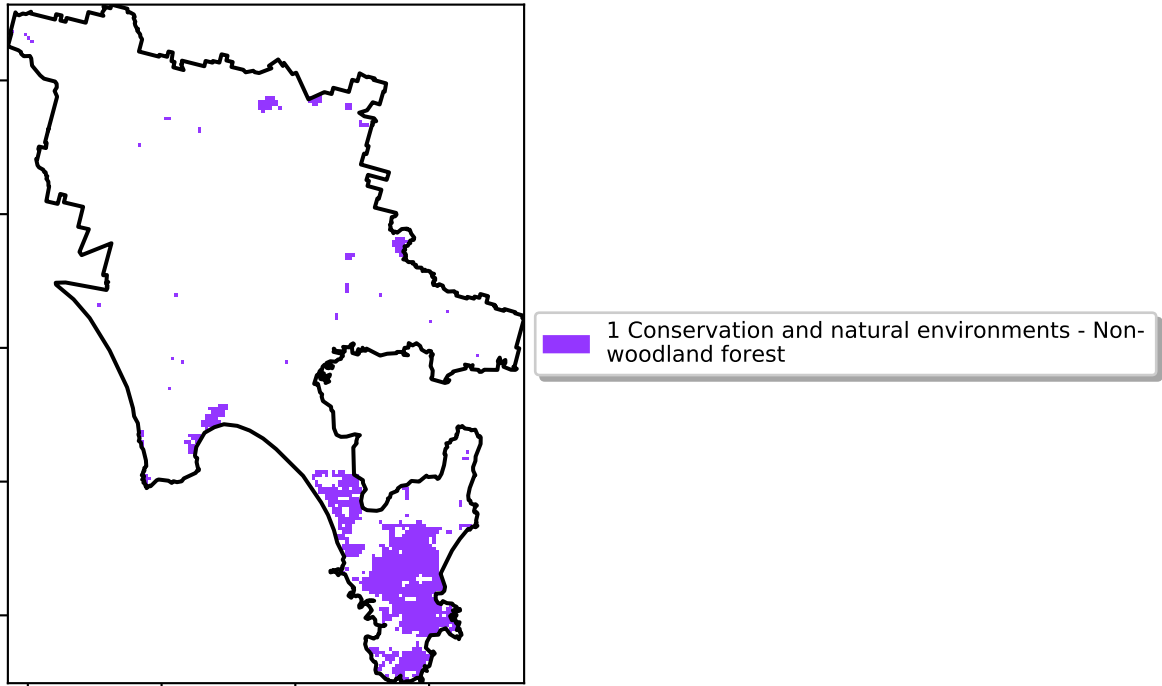 1 Conservation and natural environments - Non-
woodland forest